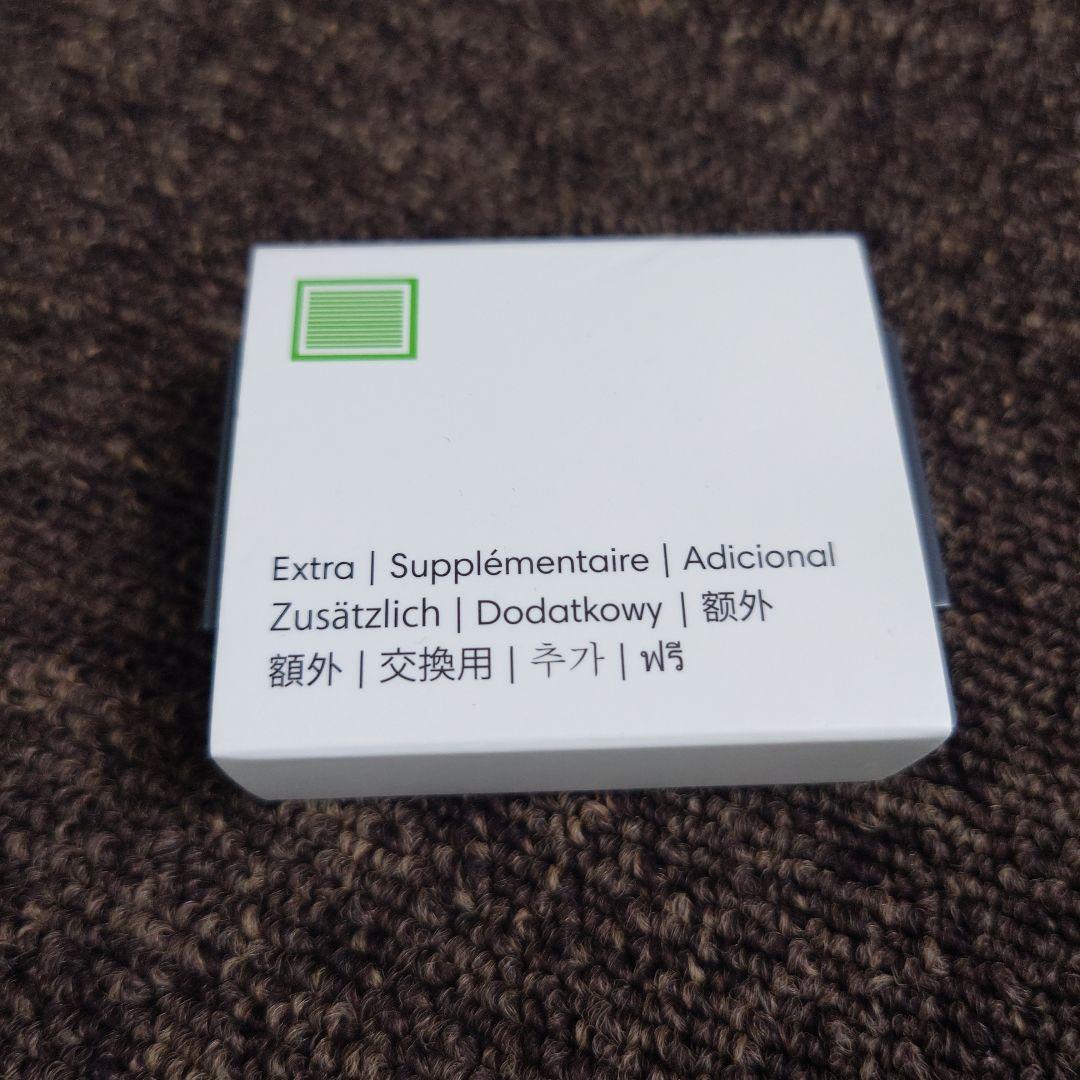 Extra | Supplémentaire | Adicional
Zusätzlich | Dodatkowy | 额外
額外 | 交換用 | 추가 | ฟรี